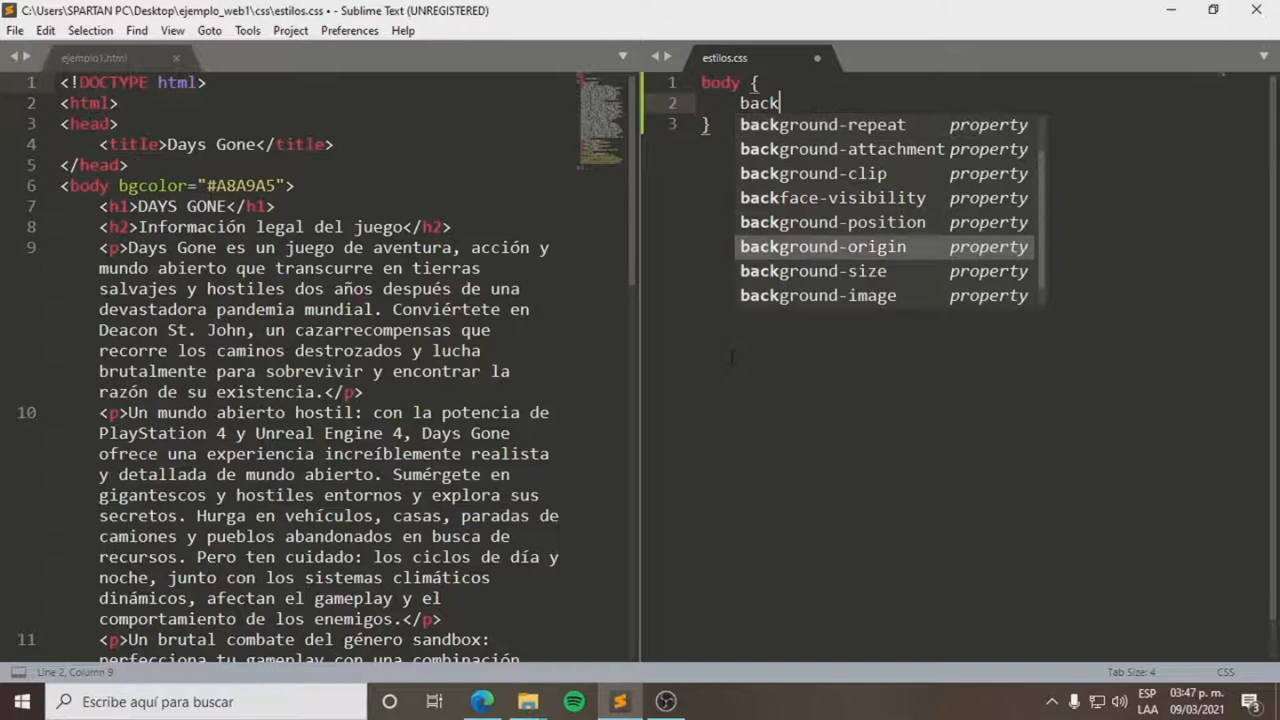 C:\Users\SPARTAN PC\Desktop\ejemplo_web1\css\estilos.css • - Sublime Text (UNREGISTERED)
File Edit Selection Find View Goto Tools Project Preferences Help
ejemplo1.html
estilos.css
1 <!DOCTYPE html>
2 <html>
3 <head>
4 <title>Days Gone</title>
5 </head>
6 <body bgcolor="#A8A9A5">
7 <h1>DAYS GONE</h1>
8 <h2>Información legal del juego</h2>
9 <p>Days Gone es un juego de aventura, acción y
mundo abierto que transcurre en tierras
salvajes y hostiles dos años después de una
devastadora pandemia mundial. Conviértete en
Deacon St. John, un cazarrecompensas que
recorre los caminos destrozados y lucha
brutalmente para sobrevivir y encontrar la
razón de su existencia.</p>
10 <p>Un mundo abierto hostil: con la potencia de
PlayStation 4 y Unreal Engine 4, Days Gone
ofrece una experiencia increíblemente realista
y detallada de mundo abierto. Sumérgete en
gigantescos y hostiles entornos y explora sus
secretos. Hurga en vehículos, casas, paradas de
camiones y pueblos abandonados en busca de
recursos. Pero ten cuidado: los ciclos de día y
noche, junto con los sistemas climáticos
dinámicos, afectan el gameplay y el
comportamiento de los enemigos.</p>
11 <p>Un brutal combate del género sandbox:
perfecciona tu gameplay con una combinación
1 body {
2 back
3 }
background-repeat property
background-attachment property
background-clip property
backface-visibility property
background-position property
background-origin property
background-size property
background-image property
Line 2, Column 9
Tab Size: 4
CSS
Escribe aquí para buscar
ESP
LAA
03:47 p. m.
09/03/2021
3